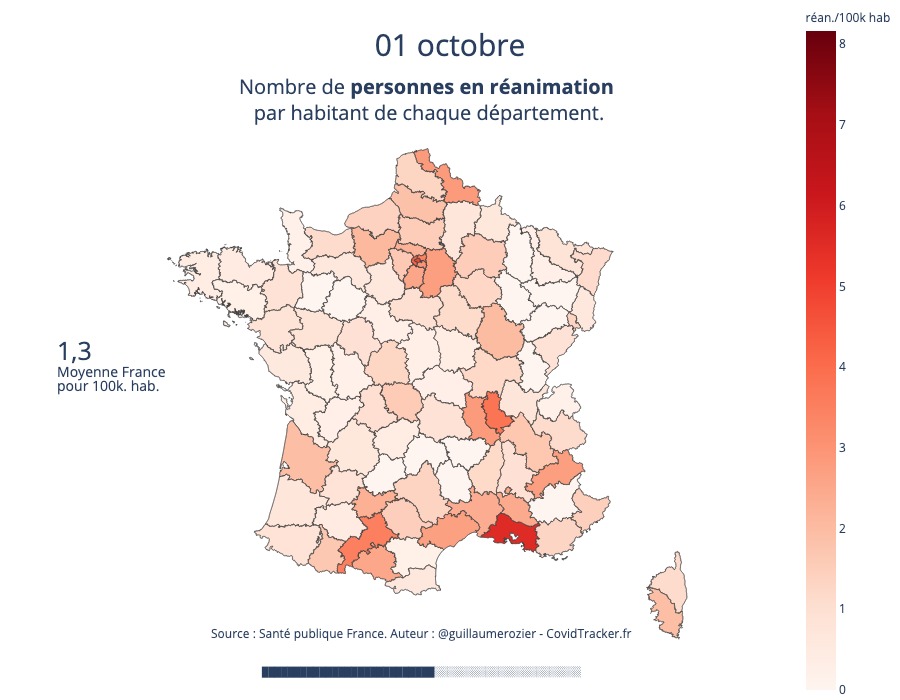 réan./100k hab
01 octobre
Nombre de personnes en réanimation
par habitant de chaque département.
8
7
6
5
4
3
2
1
0
1,3
Moyenne France
pour 100k. hab.
Source : Santé publique France. Auteur : @guillaumerozier - CovidTracker.fr